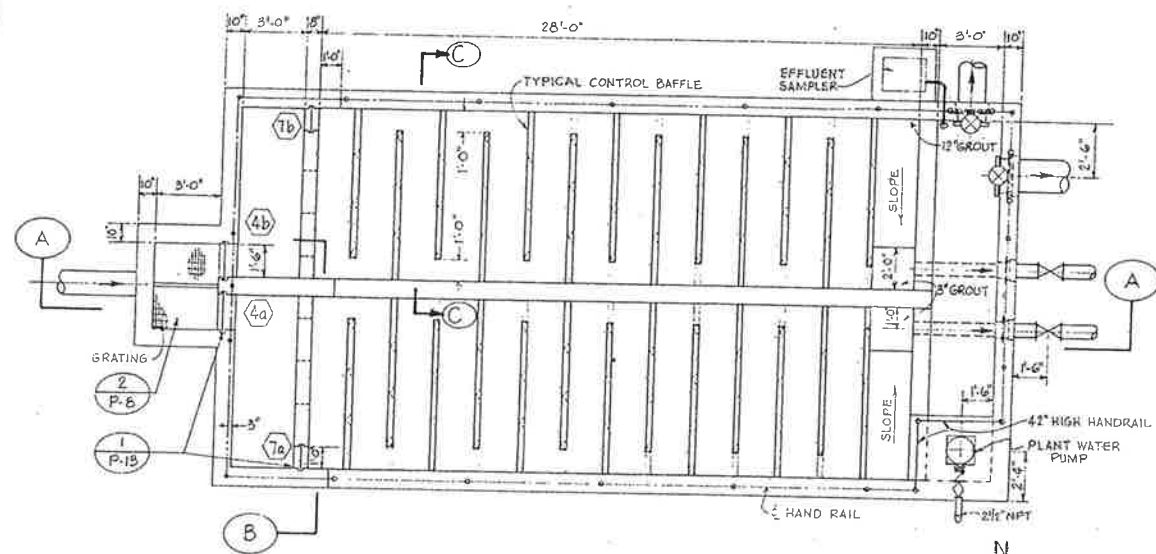 10" 3'-0" 8" 28'-0" 10" 3'-0" 10"
1'-0"
C
TYPICAL CONTROL BAFFLE
EFFLUENT
SAMPLER
7b
12" GROUT
2'-6"
1'-0"
10" 3'-0"
SLOPE
A
10"
4b
1'-0"
1'-6"
2'-0"
A
4a
C
3" GROUT
1'-0"
GRATING
2
P-8
1'-6"
1'-6"
3"
SLOPE
42" HIGH HANDRAIL
1
P-13
7a
PLANT WATER
PUMP
2'-4"
B
℄ HAND RAIL
2½" NPT
N